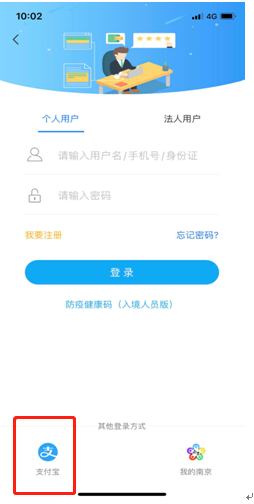 10:02 4G
个人用户 法人用户
请输入用户名/手机号/身份证
请输入密码
我要注册 忘记密码?
登录
防疫健康码（入境人员版）
其他登录方式
支付宝 我的南京